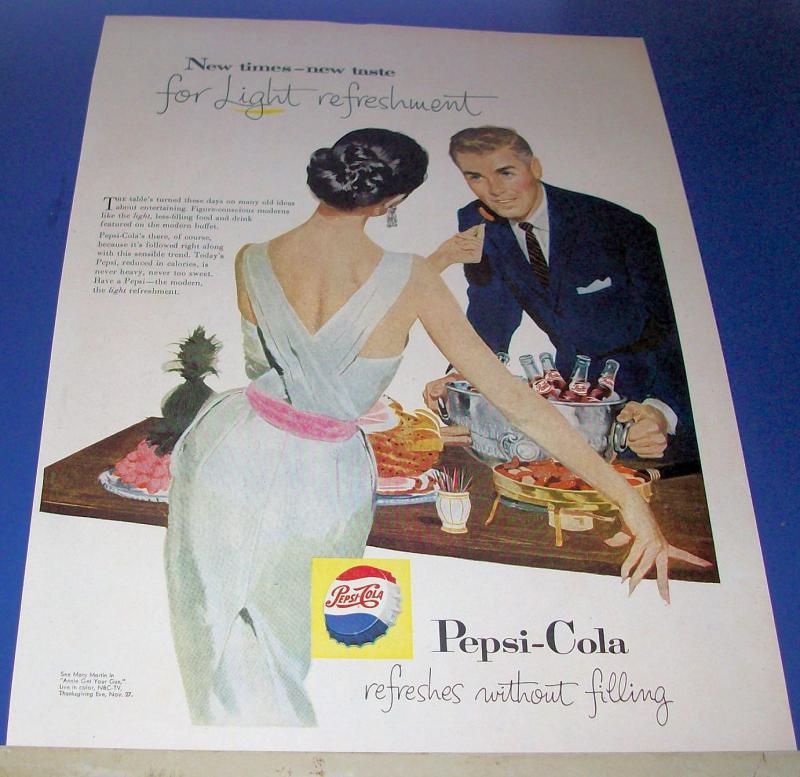 New times—new taste
for Light refreshment
THE table's turned these days on many old ideas
about entertaining. Figure-conscious moderns
like the light, less-filling food and drink
featured on the modern buffet.
Pepsi-Cola's there, of course,
because it's followed right along
with this sensible trend. Today's
Pepsi, reduced in calories, is
never heavy, never too sweet.
Have a Pepsi—the modern,
the light refreshment.
PEPSI-COLA
Pepsi-Cola
refreshes without filling
See Mary Martin in
"Annie Get Your Gun,"
Live in color, NBC-TV,
Thanksgiving Eve, Nov. 27.